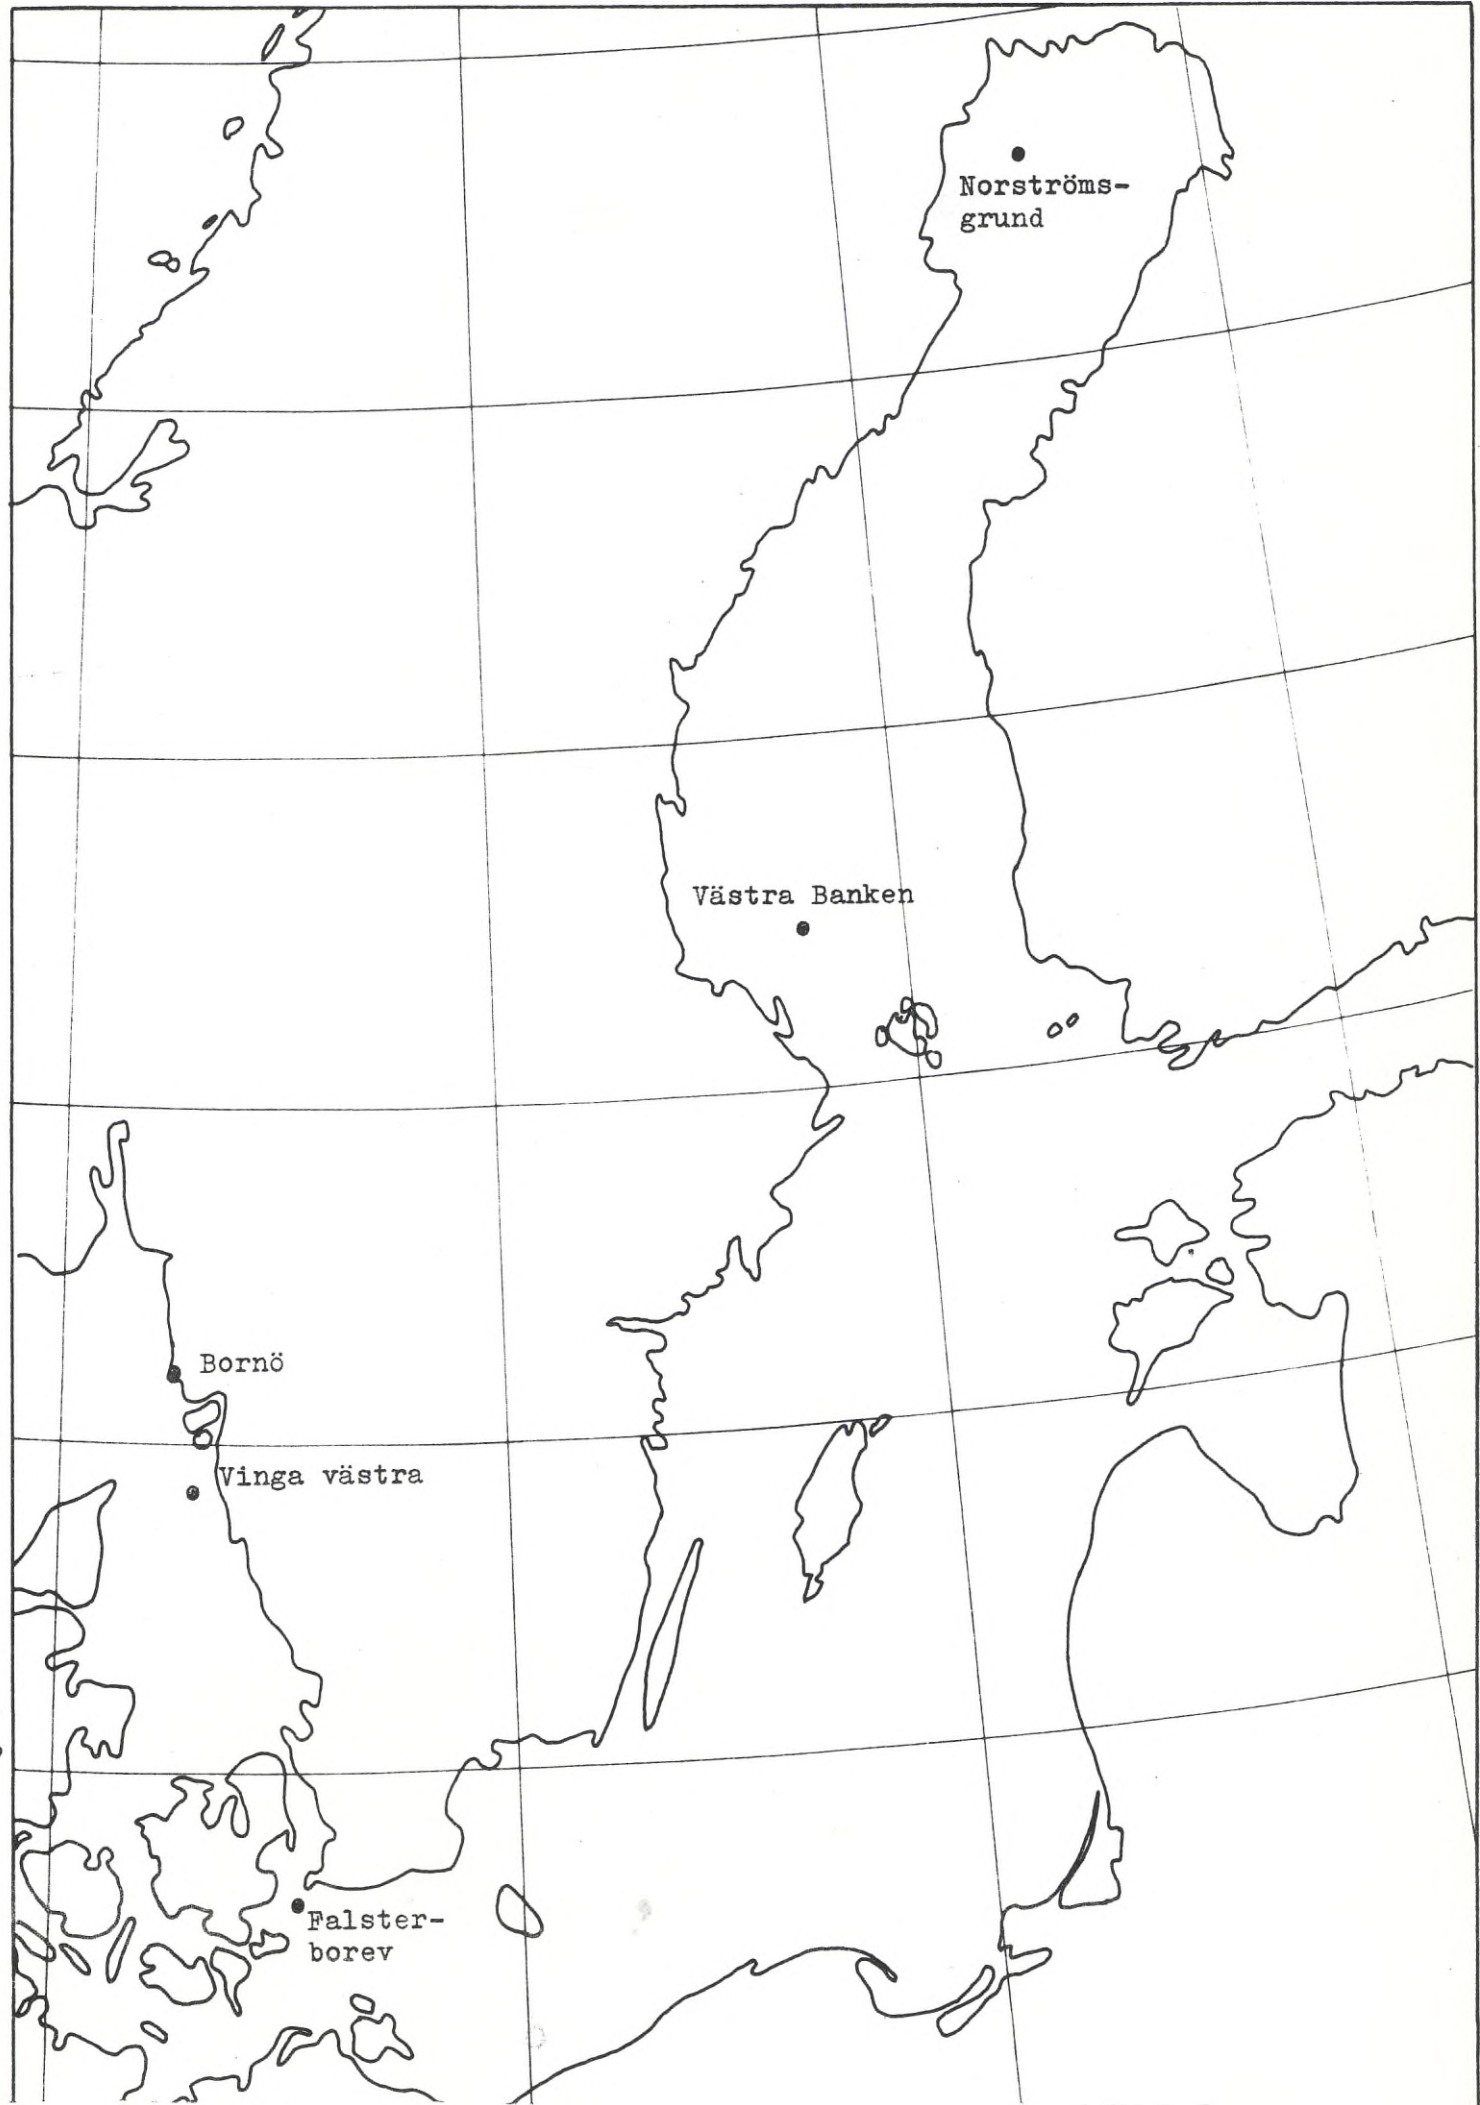 Norströms-
grund
Västra Banken
Bornö
Vinga västra
Falster-
borev